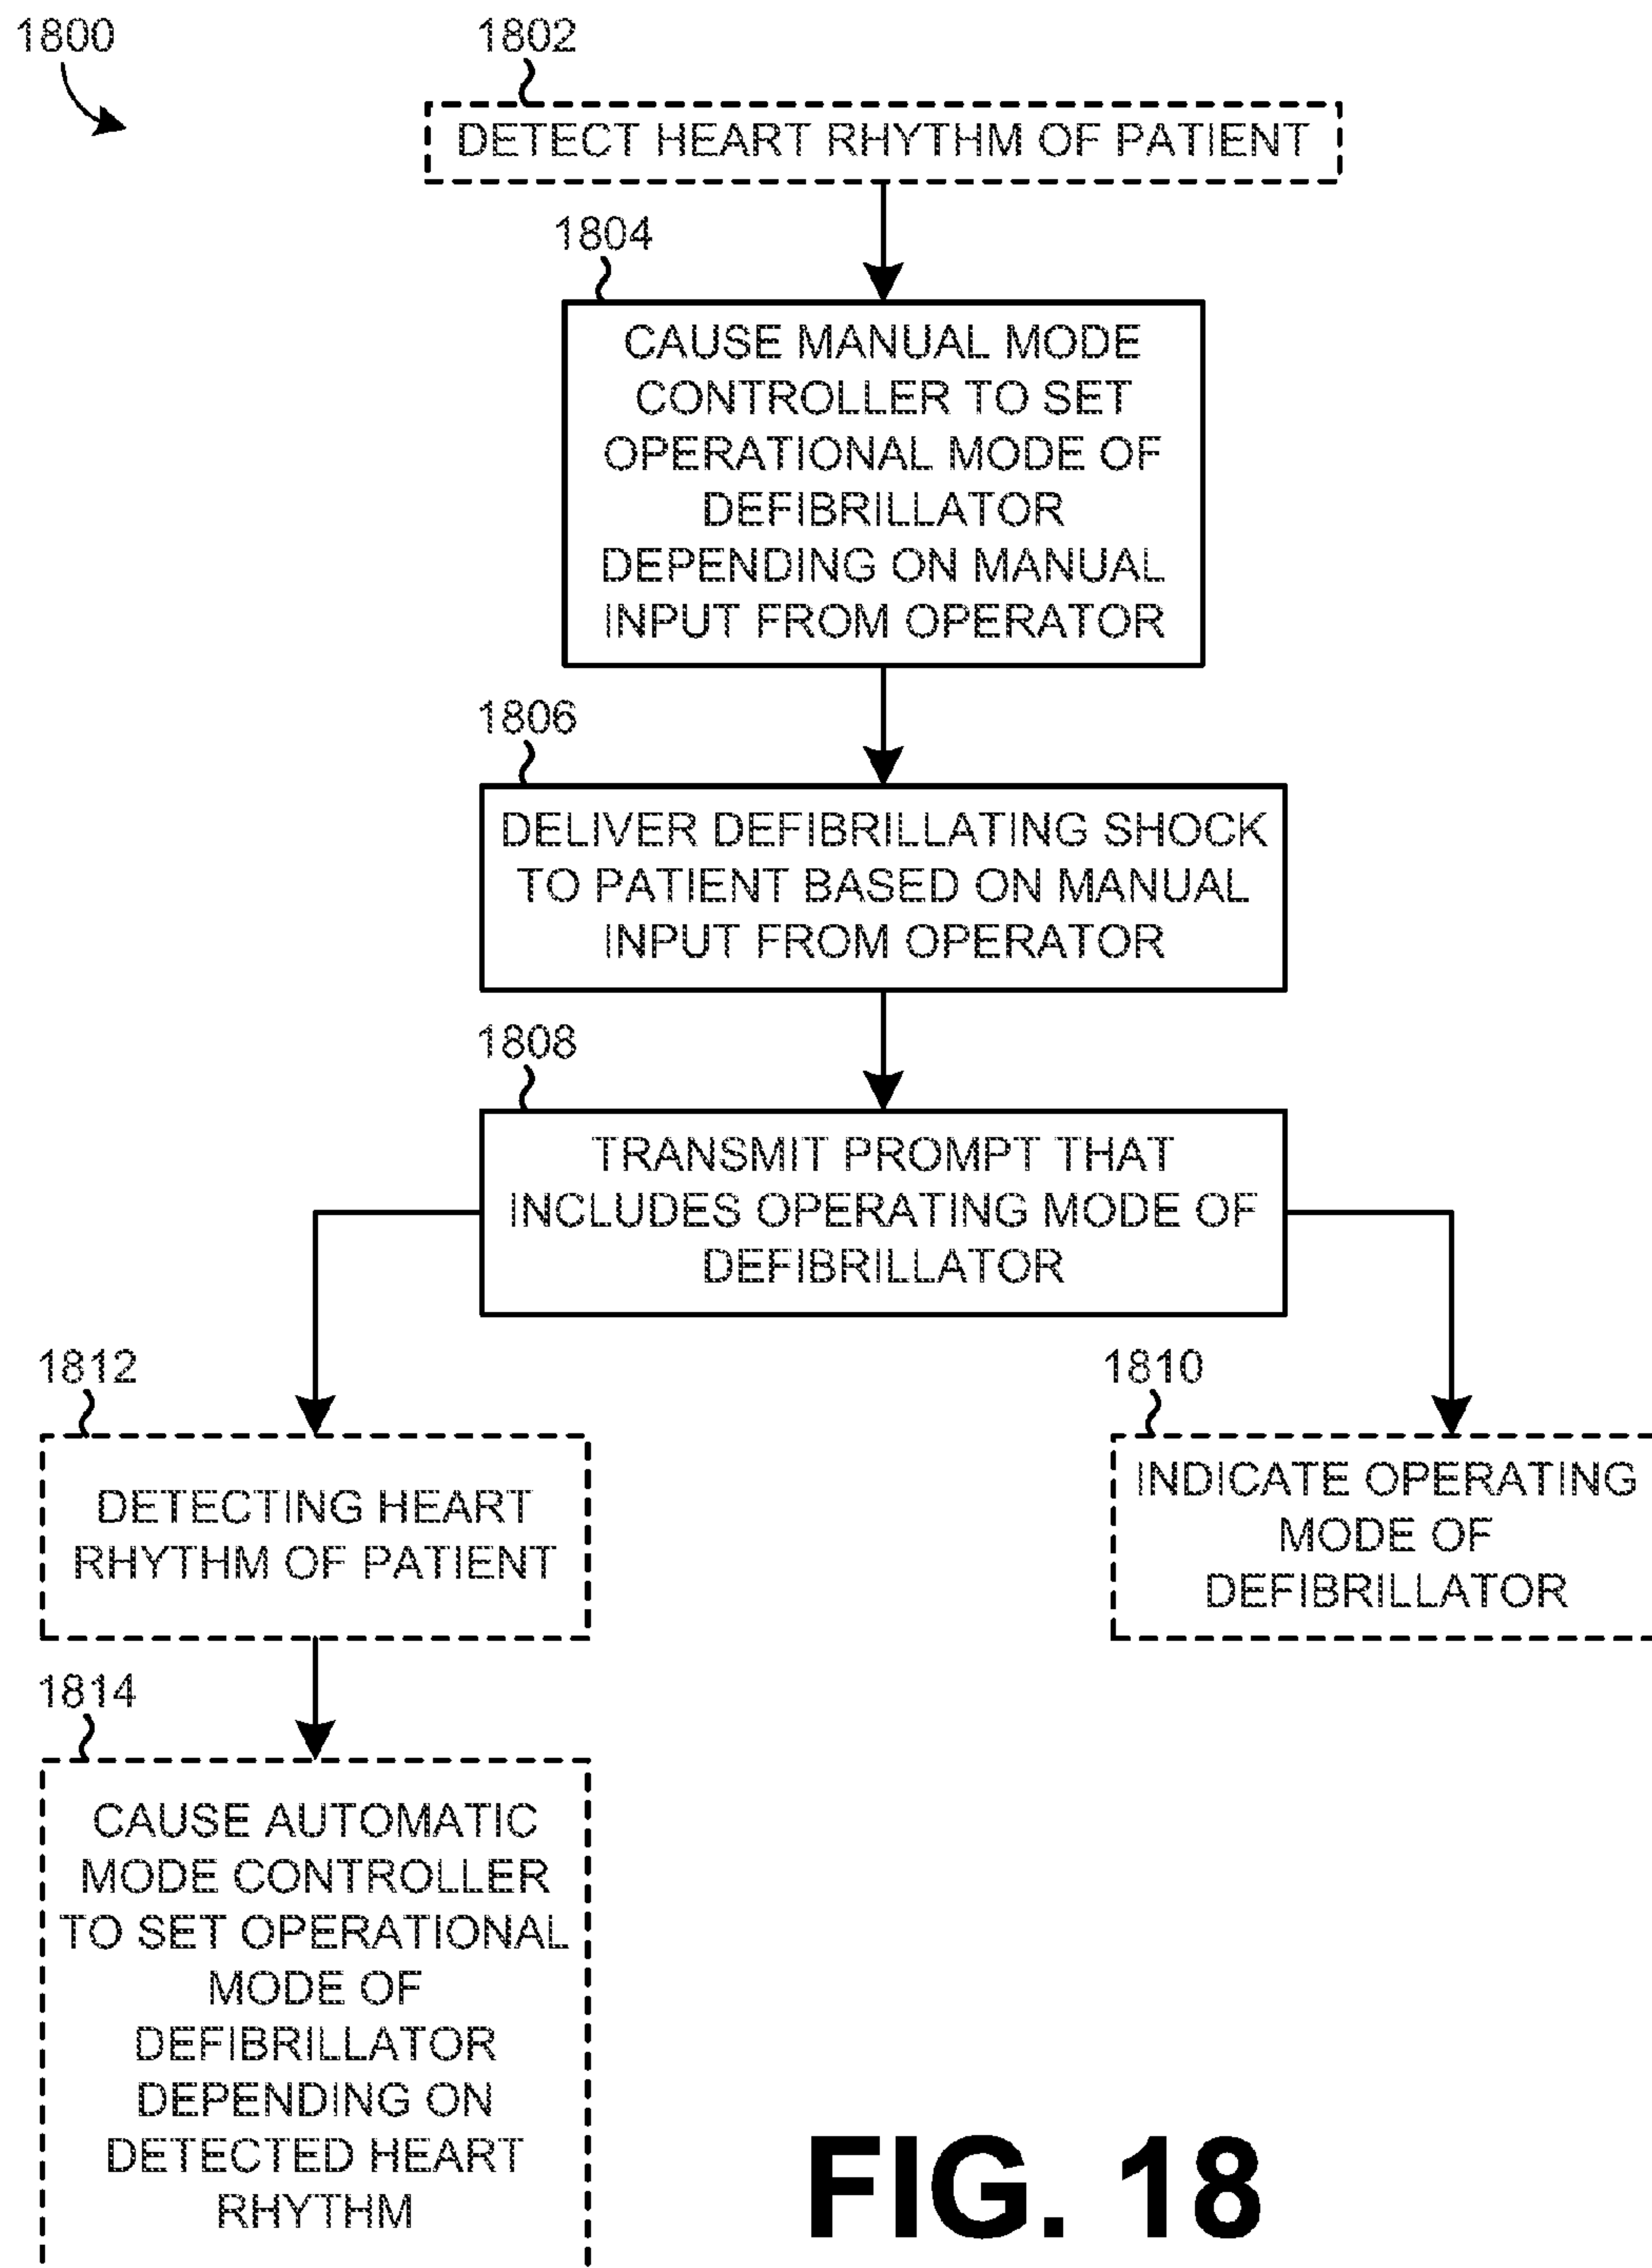 1800
1802
DETECT HEART RHYTHM OF PATIENT
1804
CAUSE MANUAL MODE
CONTROLLER TO SET
OPERATIONAL MODE OF
DEFIBRILLATOR
DEPENDING ON MANUAL
INPUT FROM OPERATOR
1806
DELIVER DEFIBRILLATING SHOCK
TO PATIENT BASED ON MANUAL
INPUT FROM OPERATOR
1808
TRANSMIT PROMPT THAT
INCLUDES OPERATING MODE OF
DEFIBRILLATOR
1812
DETECTING HEART
RHYTHM OF PATIENT
1810
INDICATE OPERATING
MODE OF
DEFIBRILLATOR
1814
CAUSE AUTOMATIC
MODE CONTROLLER
TO SET OPERATIONAL
MODE OF
DEFIBRILLATOR
DEPENDING ON
DETECTED HEART
RHYTHM
FIG. 18